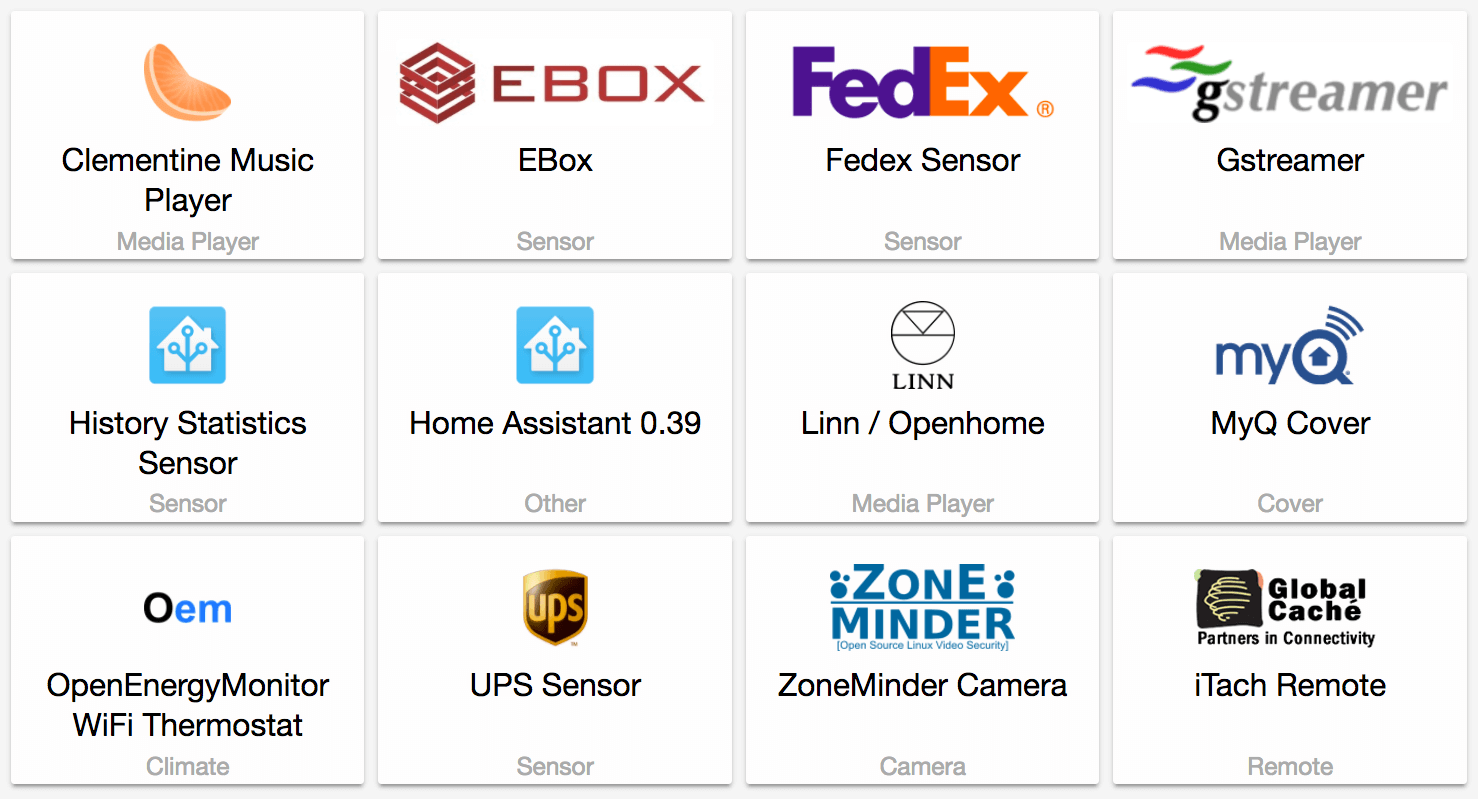 EBOX
FedEx ®
gstreamer
Clementine Music
Player
Media Player
EBox
Sensor
Fedex Sensor
Sensor
Gstreamer
Media Player
LINN
myQ
History Statistics
Sensor
Sensor
Home Assistant 0.39
Other
Linn / Openhome
Media Player
MyQ Cover
Cover
Oem
ups
™
ZONE
MINDER
[Open Source Linux Video Security]
Global
Caché
Partners in Connectivity
OpenEnergyMonitor
WiFi Thermostat
Climate
UPS Sensor
Sensor
ZoneMinder Camera
Camera
iTach Remote
Remote